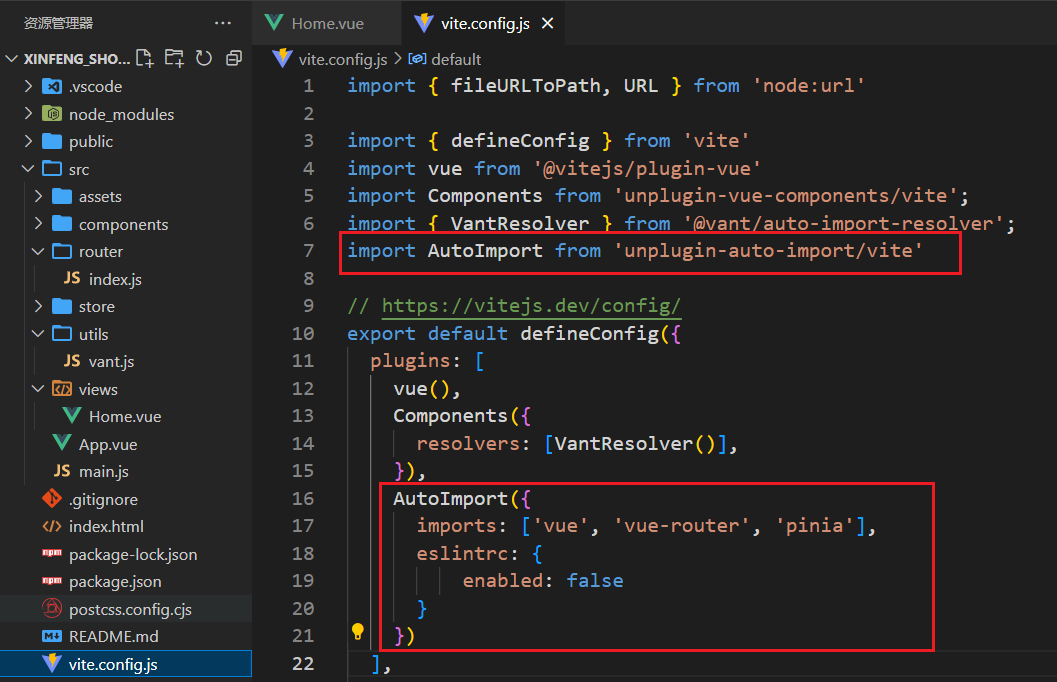 资源管理器
···
XINFENG_SHO...
.vscode
node_modules
public
src
assets
components
router
JS index.js
store
utils
JS vant.js
views
Home.vue
App.vue
JS main.js
.gitignore
index.html
npm package-lock.json
npm package.json
postcss.config.cjs
README.md
vite.config.js
Home.vue
vite.config.js
vite.config.js > default
1 import { fileURLToPath, URL } from 'node:url'
2
3 import { defineConfig } from 'vite'
4 import vue from '@vitejs/plugin-vue'
5 import Components from 'unplugin-vue-components/vite';
6 import { VantResolver } from '@vant/auto-import-resolver';
7 import AutoImport from 'unplugin-auto-import/vite'
8
9 // https://vitejs.dev/config/
10 export default defineConfig({
11 plugins: [
12 vue(),
13 Components({
14 resolvers: [VantResolver()],
15 }),
16 AutoImport({
17 imports: ['vue', 'vue-router', 'pinia'],
18 eslintrc: {
19 enabled: false
20 }
21 })
22 ],